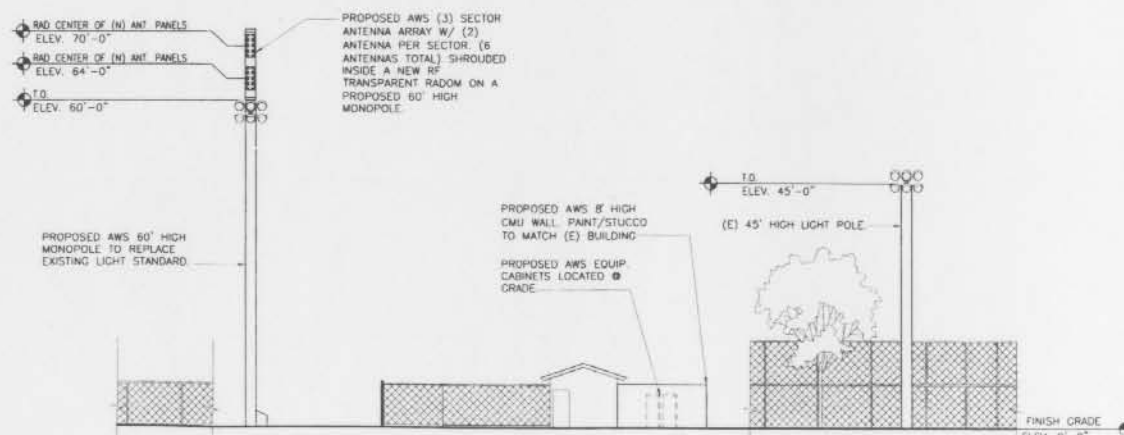 RAD CENTER OF (N) ANT. PANELS
ELEV. 70'-0"
RAD CENTER OF (N) ANT. PANELS
ELEV. 64'-0"
T.O.
ELEV. 60'-0"
PROPOSED AWS (3) SECTOR
ANTENNA ARRAY W/ (2)
ANTENNA PER SECTOR. (6
ANTENNAS TOTAL) SHROUDED
INSIDE A NEW RF
TRANSPARENT RADOM ON A
PROPOSED 60' HIGH
MONOPOLE.
PROPOSED AWS 60' HIGH
MONOPOLE TO REPLACE
EXISTING LIGHT STANDARD.
PROPOSED AWS 8' HIGH
CMU WALL. PAINT/STUCCO
TO MATCH (E) BUILDING
PROPOSED AWS EQUIP.
CABINETS LOCATED @
GRADE
T.O.
ELEV. 45'-0"
(E) 45' HIGH LIGHT POLE
FINISH GRADE
ELEV. 0'-0"